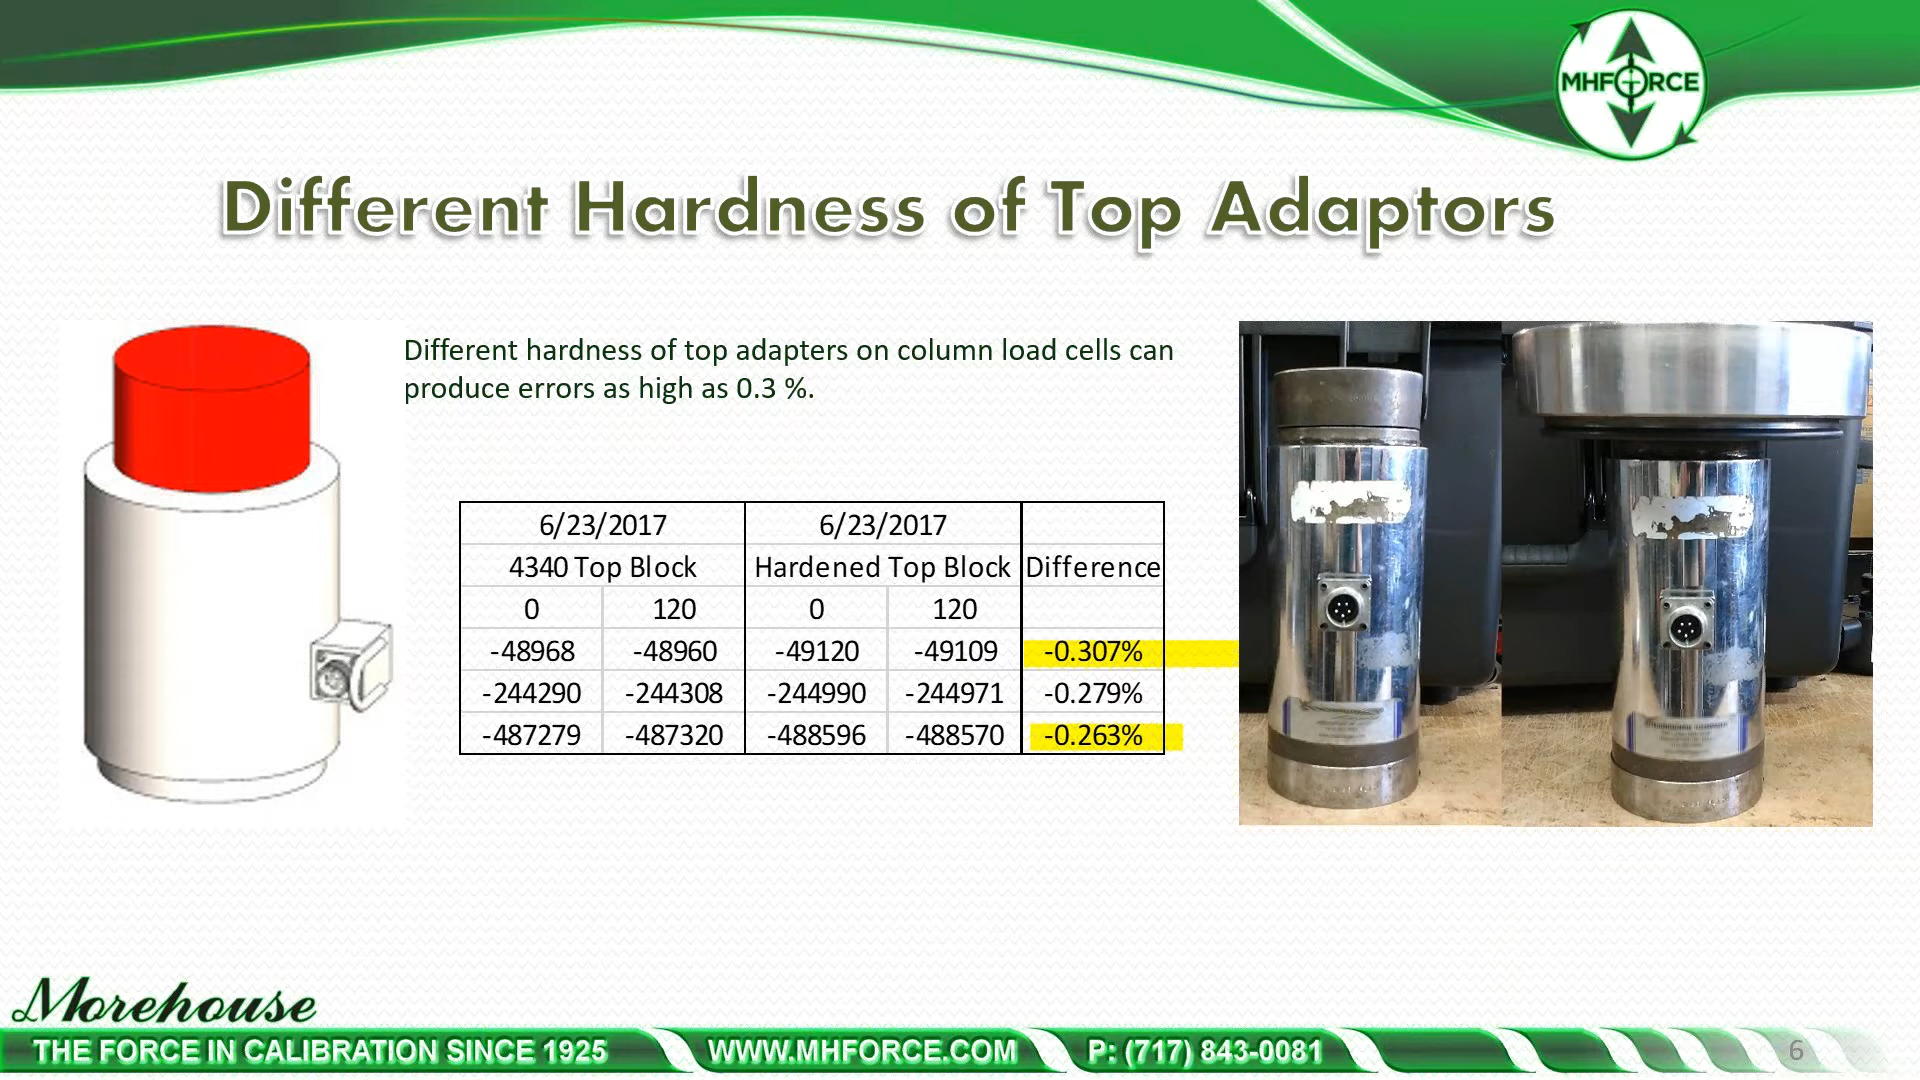 MHFORCE
Different Hardness of Top Adaptors
Different hardness of top adapters on column load cells can
produce errors as high as 0.3 %.
6/23/2017 6/23/2017
4340 Top Block Hardened Top Block Difference
0 120 0 120
-48968 -48960 -49120 -49109 -0.307%
-244290 -244308 -244990 -244971 -0.279%
-487279 -487320 -488596 -488570 -0.263%
Morehouse
THE FORCE IN CALIBRATION SINCE 1925 WWW.MHFORCE.COM P: (717) 843-0081 6